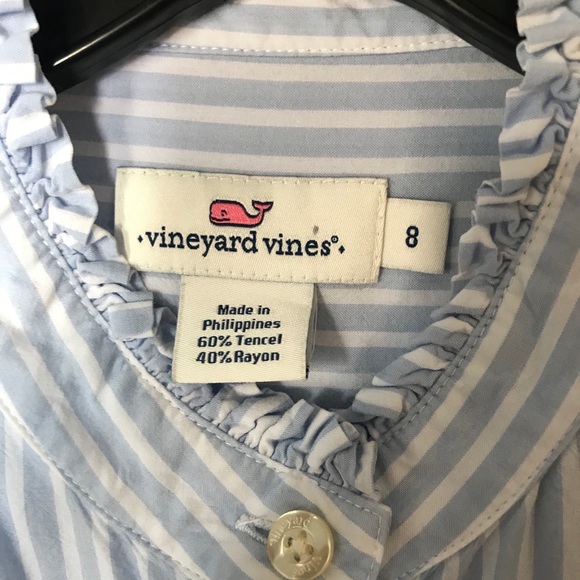 ·vineyard vines®·
8
Made in
Philippines
60% Tencel
40% Rayon